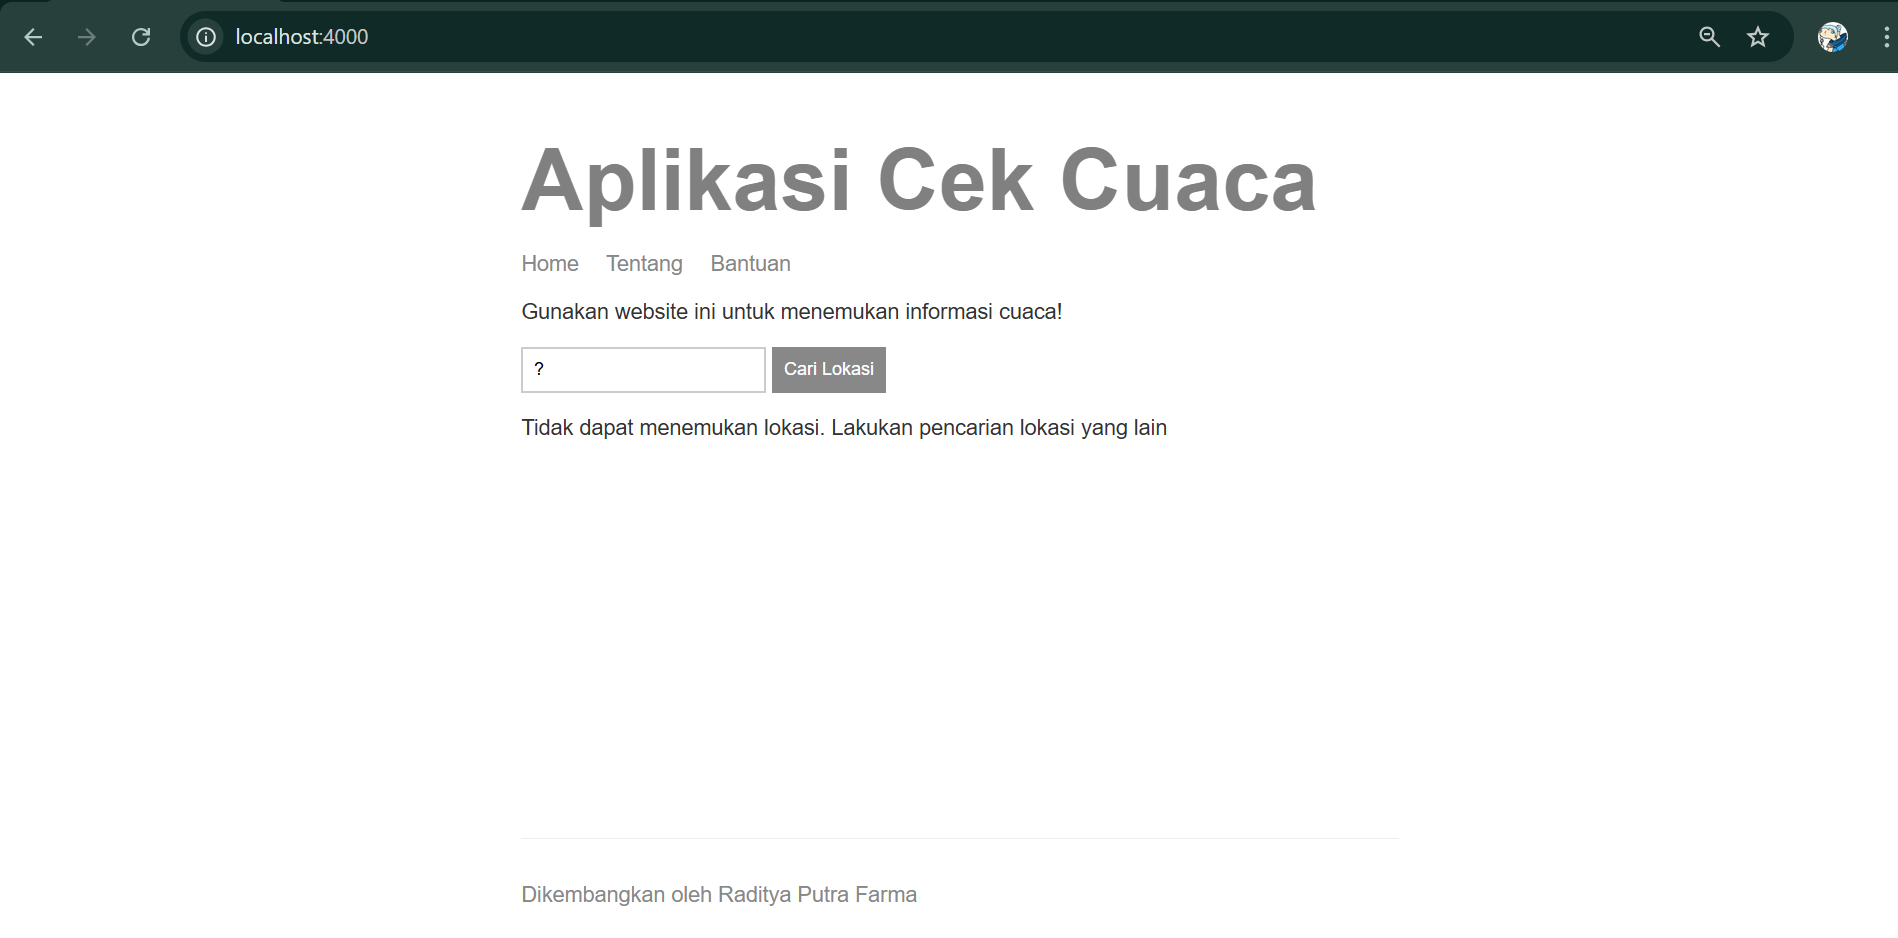 localhost:4000
Aplikasi Cek Cuaca
Home Tentang Bantuan
Gunakan website ini untuk menemukan informasi cuaca!
? Cari Lokasi
Tidak dapat menemukan lokasi. Lakukan pencarian lokasi yang lain
Dikembangkan oleh Raditya Putra Farma